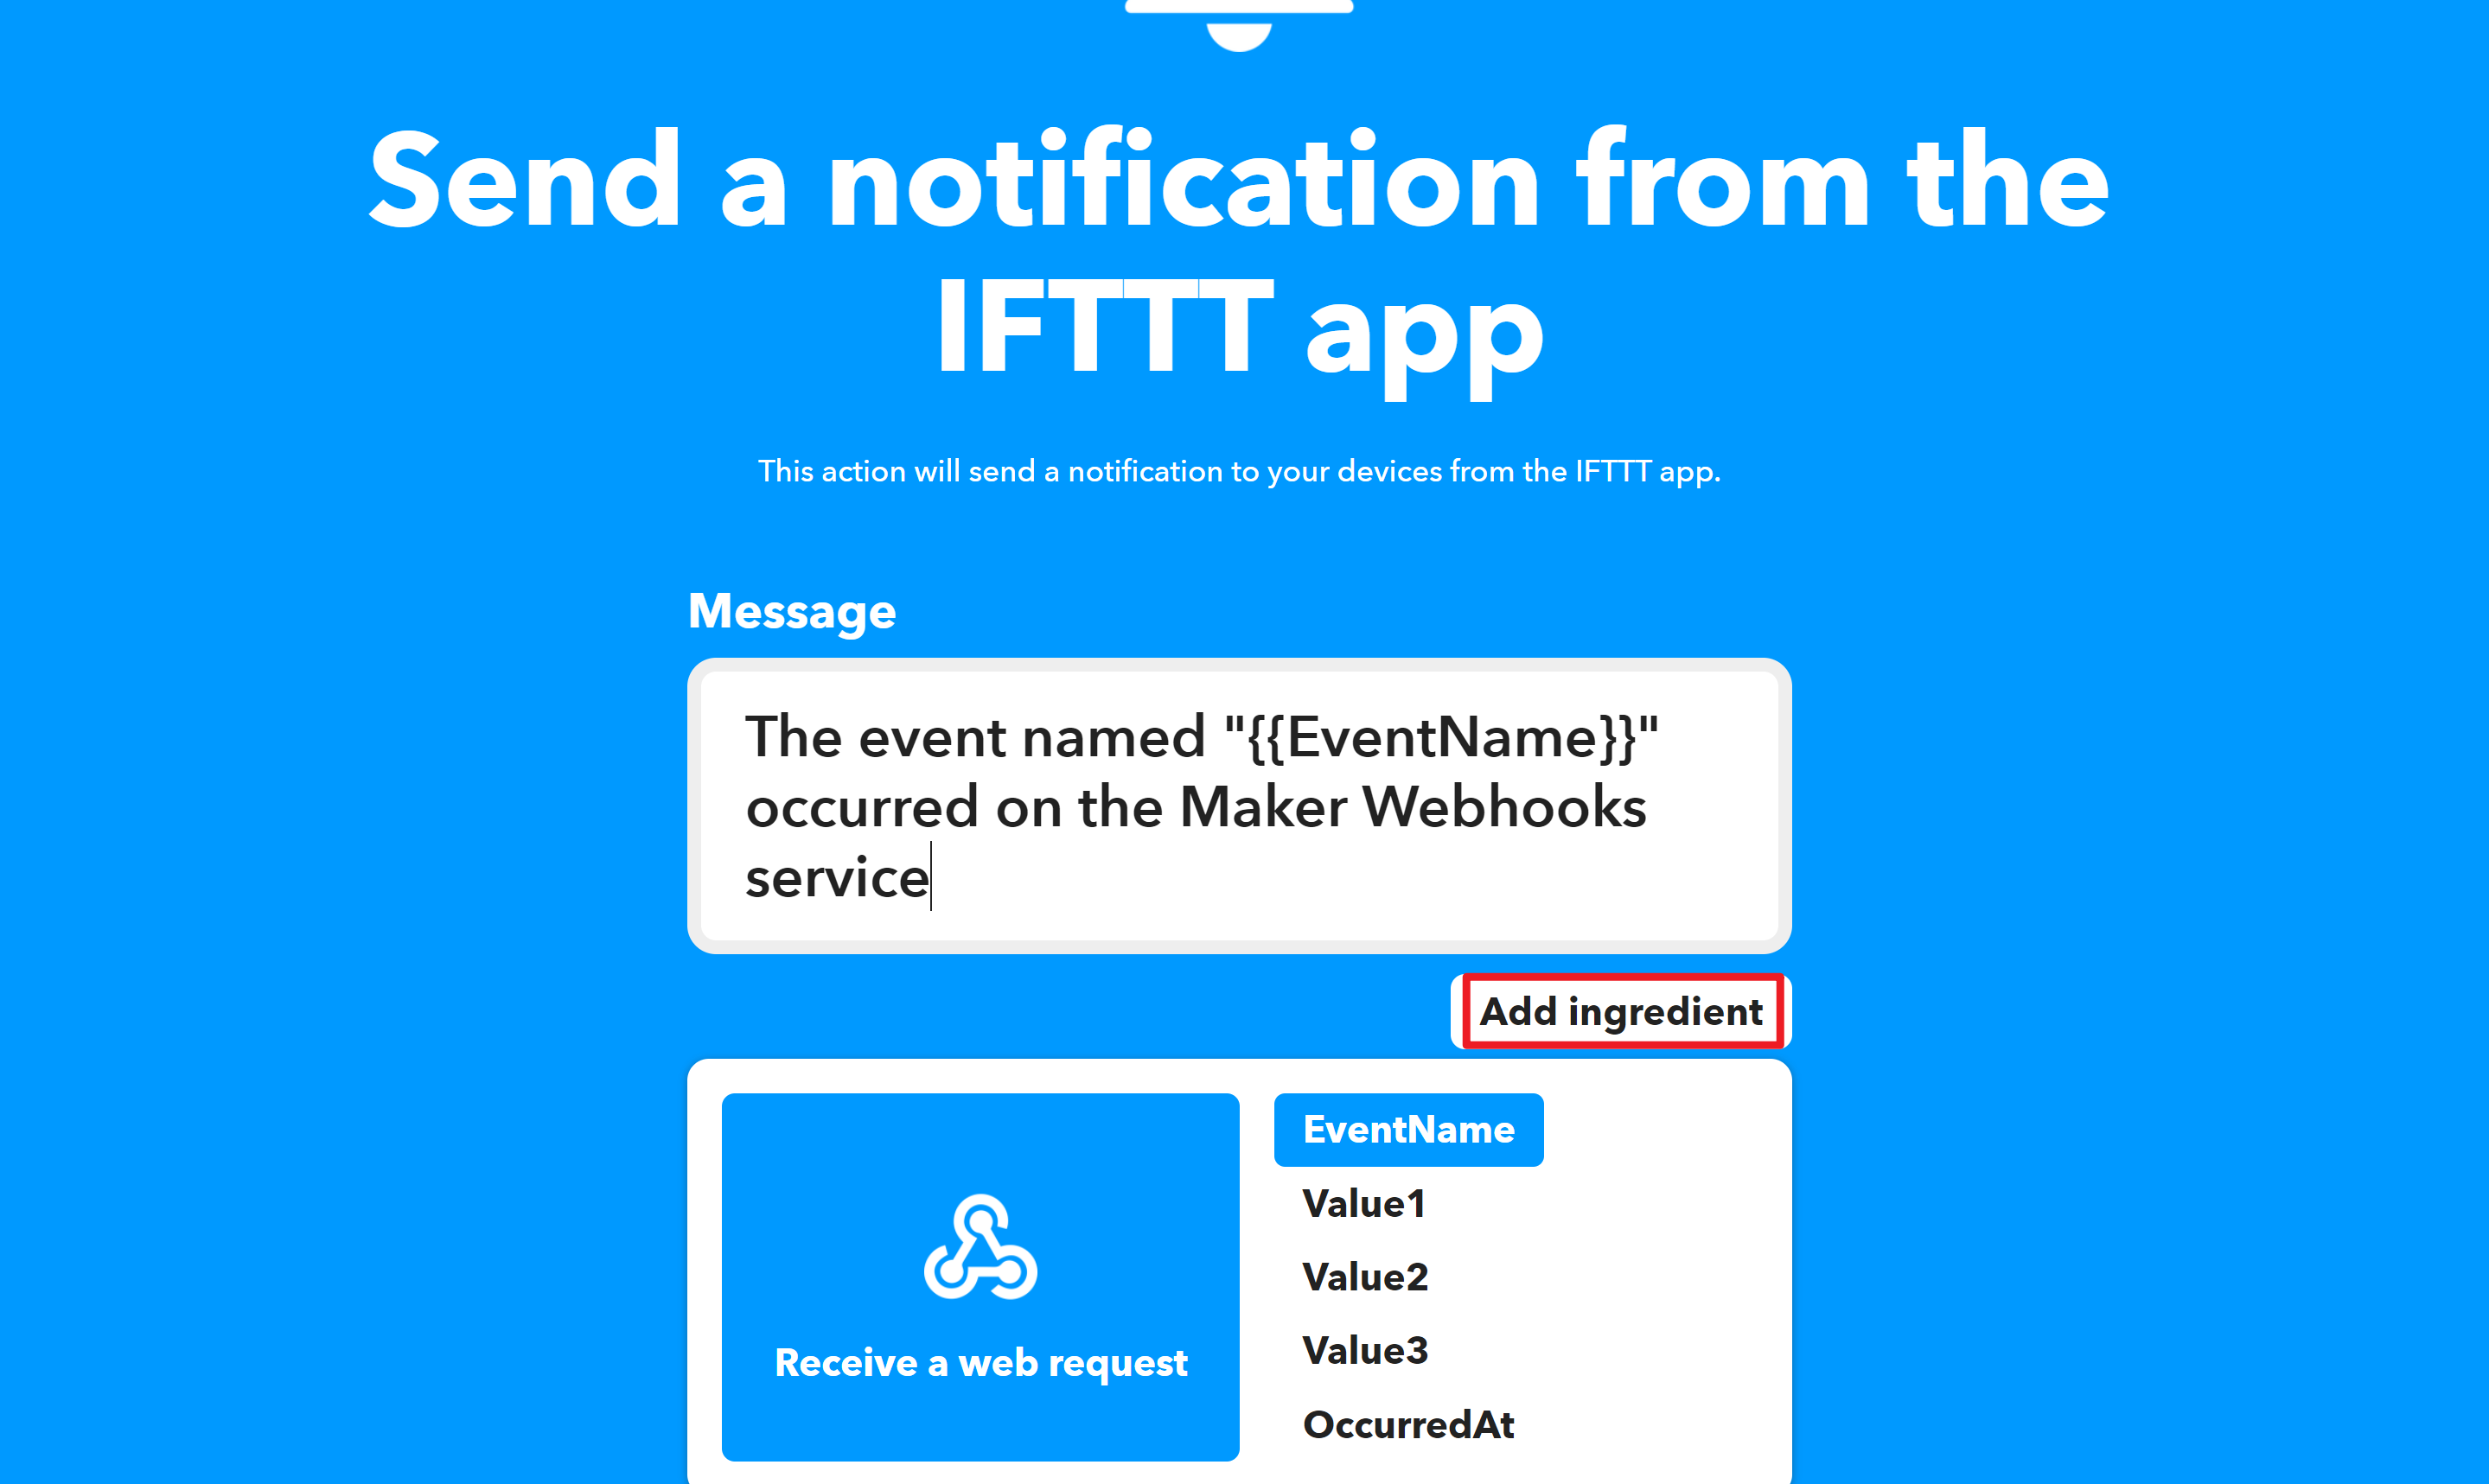 Send a notification from the
IFTTT app
This action will send a notification to your devices from the IFTTT app.
Message
The event named "{{EventName}}"
occurred on the Maker Webhooks
service
Add ingredient
Receive a web request
EventName
Value1
Value2
Value3
OccurredAt